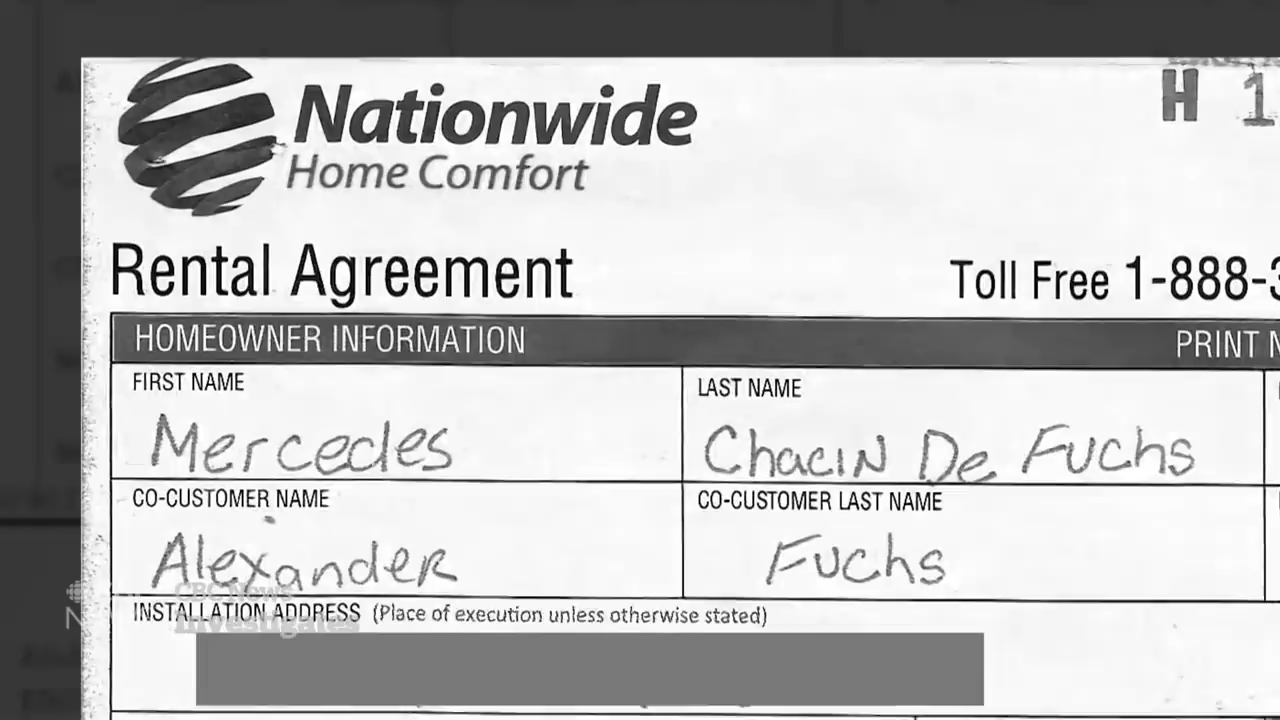 Nationwide
Home Comfort
H 1
Rental Agreement
Toll Free 1-888-3
HOMEOWNER INFORMATION
PRINT N
FIRST NAME
LAST NAME
Mercedes
Chacin De Fuchs
CO-CUSTOMER NAME
CO-CUSTOMER LAST NAME
Alexander
Fuchs
CBC News
Investigates
INSTALLATION ADDRESS (Place of execution unless otherwise stated)